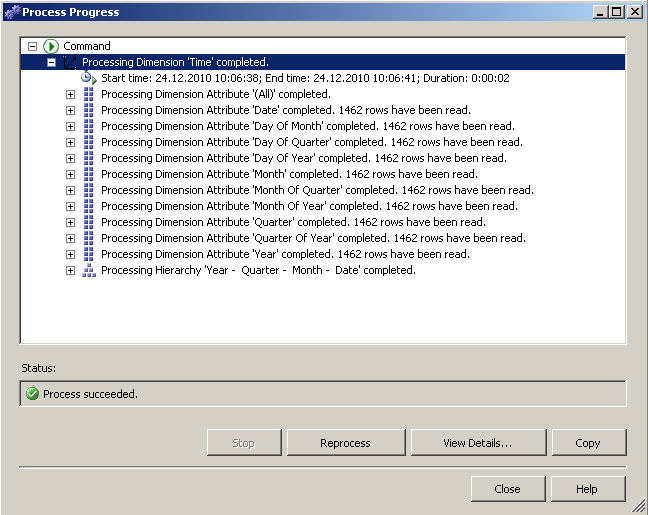 Process Progress
Command
Processing Dimension 'Time' completed.
Start time: 24.12.2010 10:06:38; End time: 24.12.2010 10:06:41; Duration: 0:00:02
Processing Dimension Attribute '(All)' completed.
Processing Dimension Attribute 'Date' completed. 1462 rows have been read.
Processing Dimension Attribute 'Day Of Month' completed. 1462 rows have been read.
Processing Dimension Attribute 'Day Of Quarter' completed. 1462 rows have been read.
Processing Dimension Attribute 'Day Of Year' completed. 1462 rows have been read.
Processing Dimension Attribute 'Month' completed. 1462 rows have been read.
Processing Dimension Attribute 'Month Of Quarter' completed. 1462 rows have been read.
Processing Dimension Attribute 'Month Of Year' completed. 1462 rows have been read.
Processing Dimension Attribute 'Quarter' completed. 1462 rows have been read.
Processing Dimension Attribute 'Quarter Of Year' completed. 1462 rows have been read.
Processing Dimension Attribute 'Year' completed. 1462 rows have been read.
Processing Hierarchy 'Year - Quarter - Month - Date' completed.
Status:
Process succeeded.
Stop Reprocess View Details... Copy
Close Help